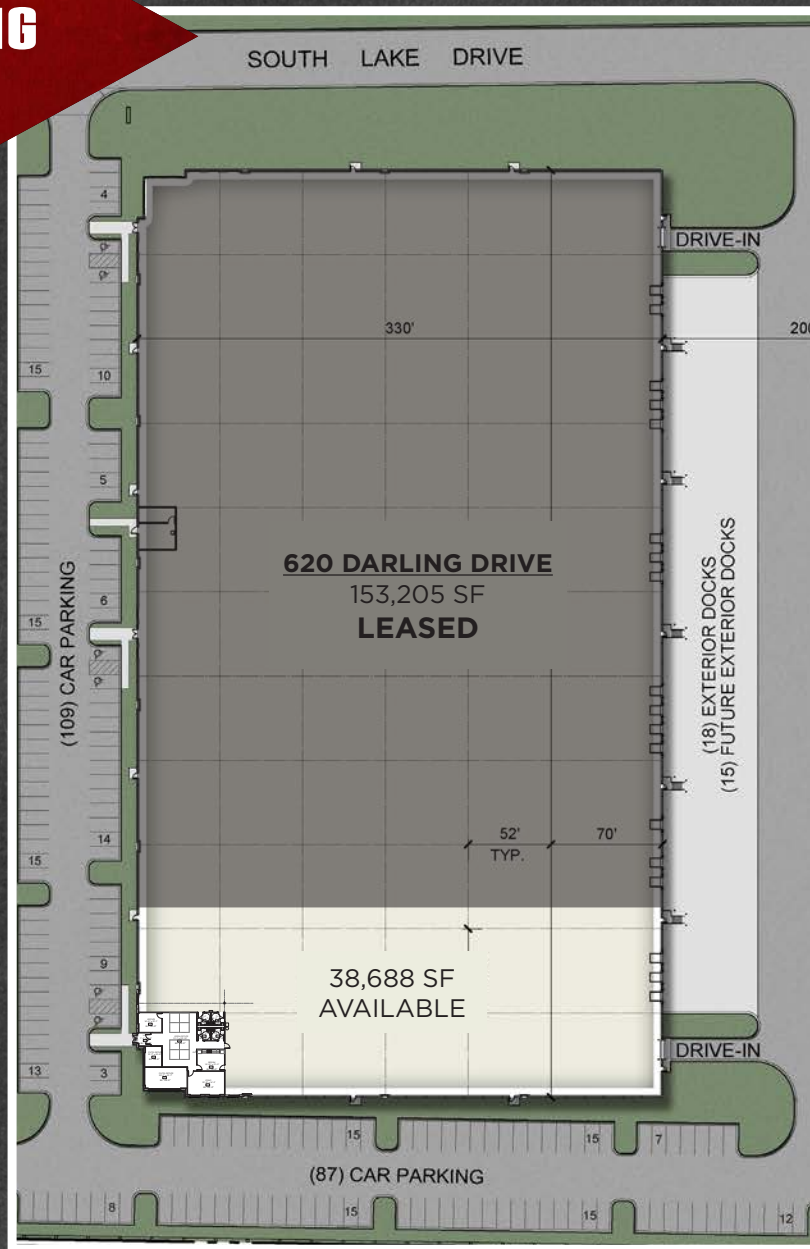 SOUTH LAKE DRIVE
DRIVE-IN
4
330'
15
10
5
620 DARLING DRIVE
153,205 SF
LEASED
(109) CAR PARKING
15
6
(18) EXTERIOR DOCKS
(15) FUTURE EXTERIOR DOCKS
14
15
52'
TYP.
70'
9
38,688 SF
AVAILABLE
DRIVE-IN
13
3
15
15
7
(87) CAR PARKING
8
15
15
12